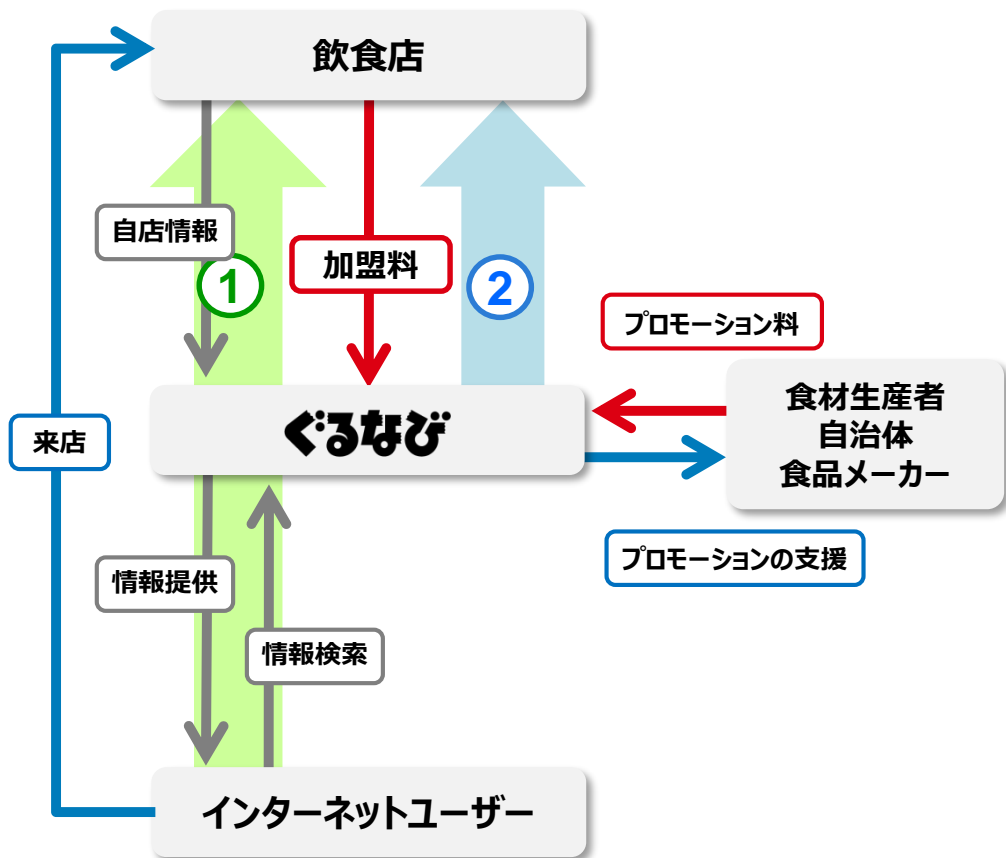 飲食店
自店情報
加盟料
1
2
プロモーション料
ぐるなび
食材生産者
自治体
食品メーカー
来店
プロモーションの支援
情報提供
情報検索
インターネットユーザー